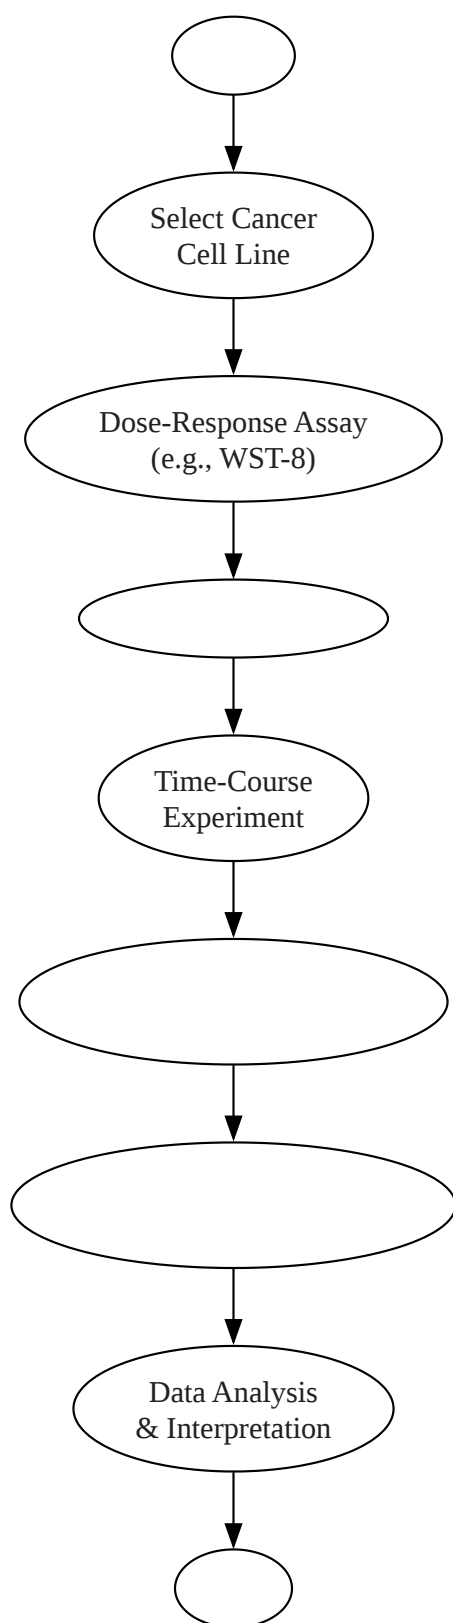 Select Cancer
Cell Line
Dose-Response Assay
(e.g., WST-8)
Time-Course
Experiment
Data Analysis
& Interpretation